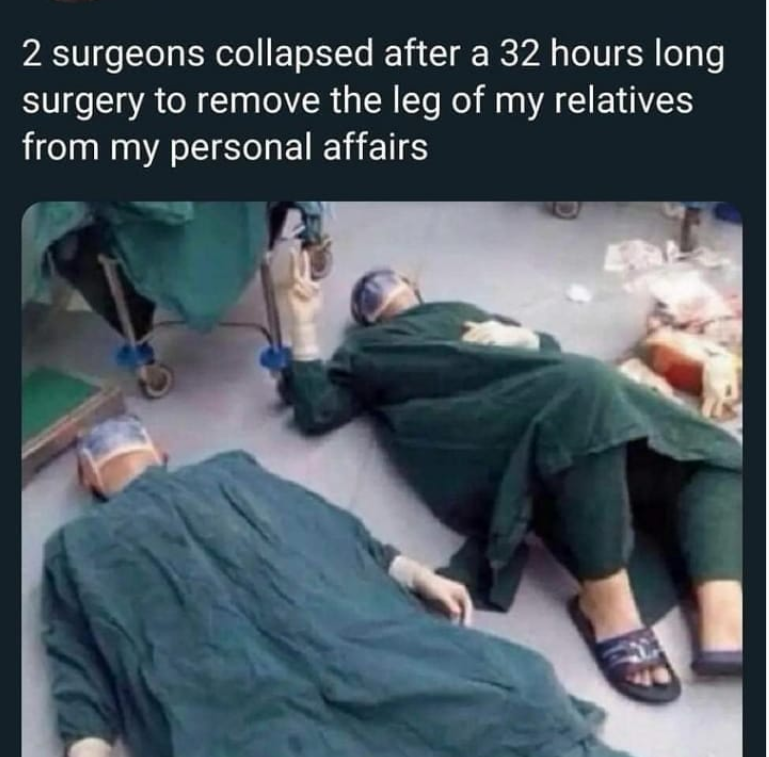 2 surgeons collapsed after a 32 hours long
surgery to remove the leg of my relatives
from my personal affairs